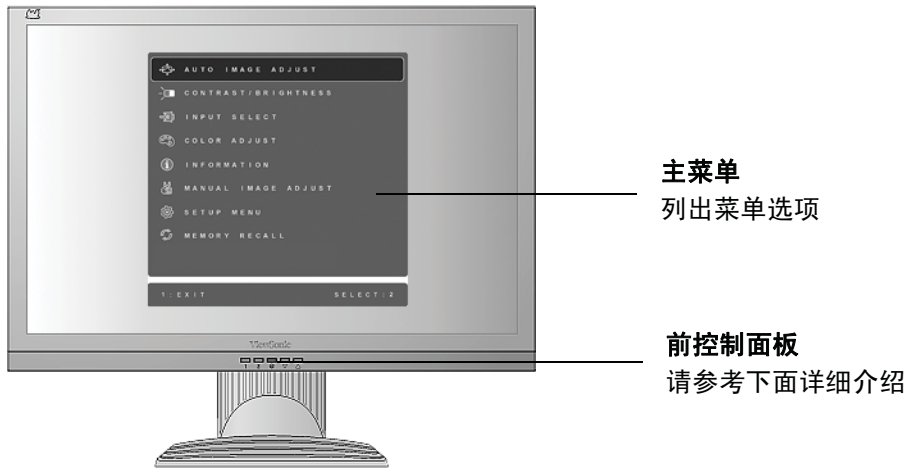 AUTO IMAGE ADJUST
CONTRAST/BRIGHTNESS
INPUT SELECT
COLOR ADJUST
INFORMATION
MANUAL IMAGE ADJUST
SETUP MENU
MEMORY RECALL
1:EXIT SELECT:2
ViewSonic
1 2
主菜单
列出菜单选项
前控制面板
请参考下面详细介绍